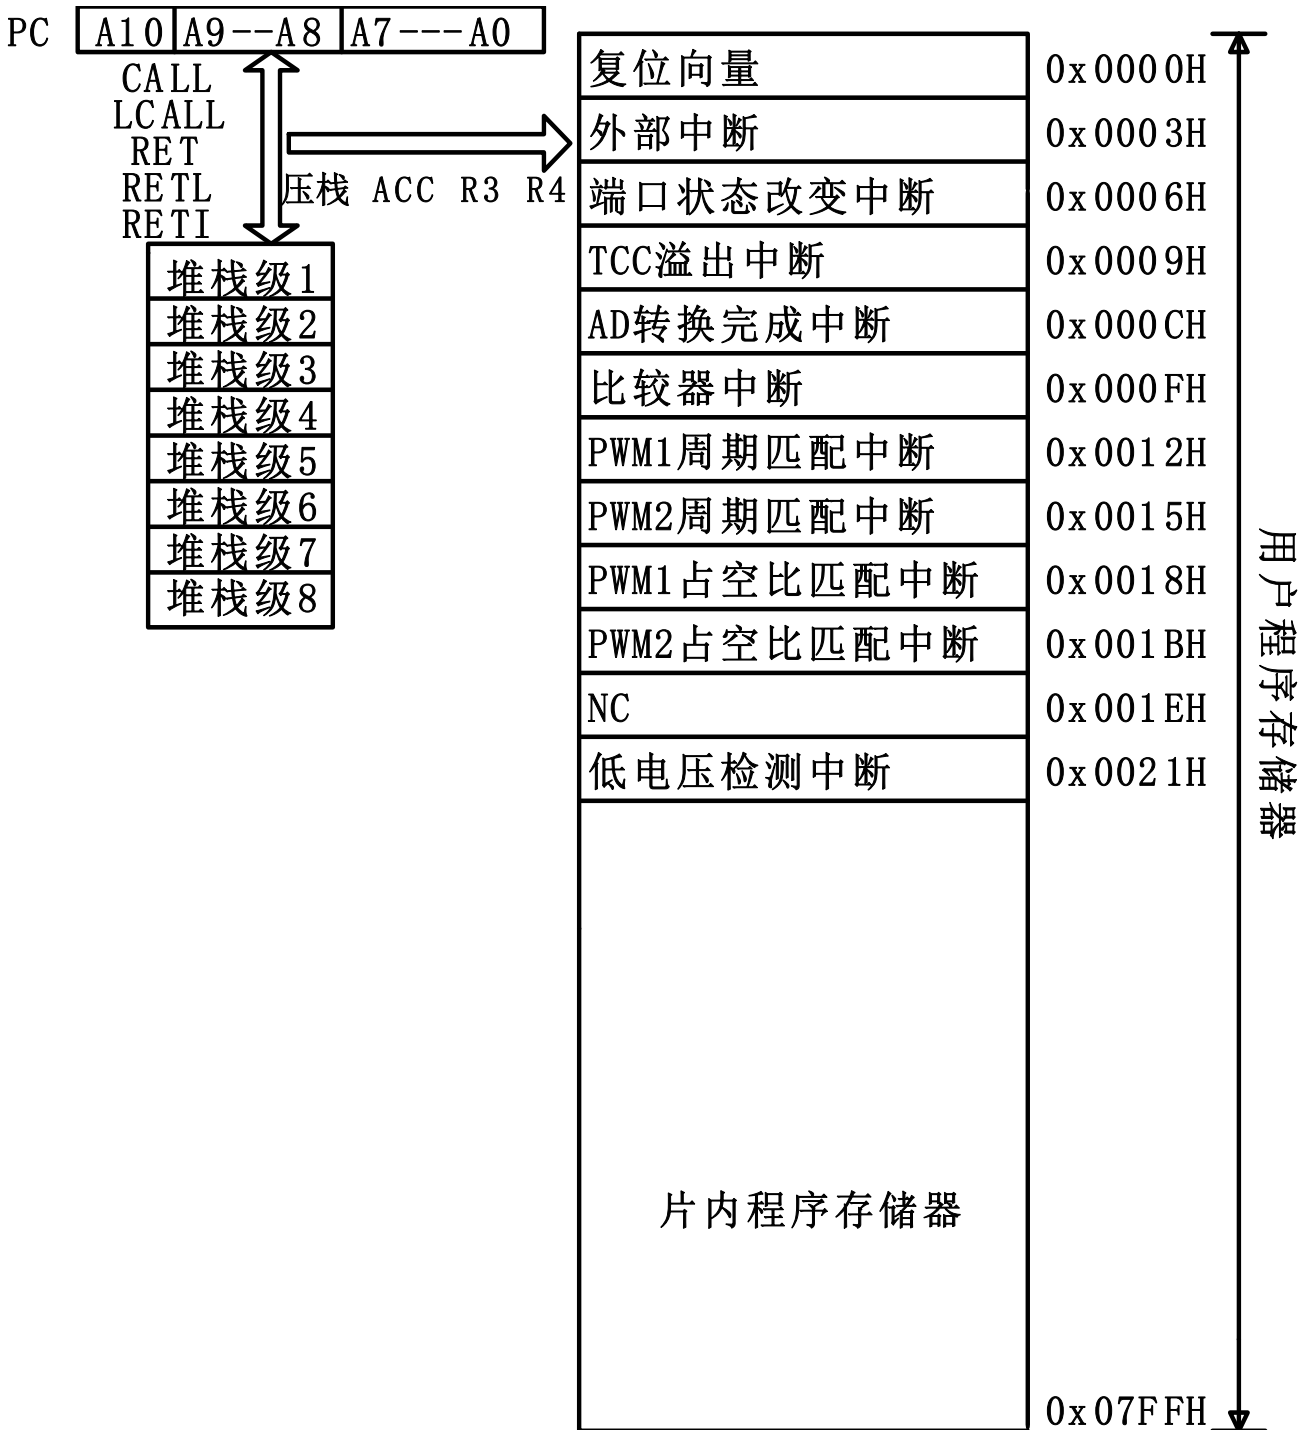 PC A10 A9--A8 A7---A0
CALL
LCALL
RET
RETL
RETI
压栈 ACC R3 R4
堆栈级1
堆栈级2
堆栈级3
堆栈级4
堆栈级5
堆栈级6
堆栈级7
堆栈级8
复位向量 0x0000H
外部中断 0x0003H
端口状态改变中断 0x0006H
TCC溢出中断 0x0009H
AD转换完成中断 0x000CH
比较器中断 0x000FH
PWM1周期匹配中断 0x0012H
PWM2周期匹配中断 0x0015H
PWM1占空比匹配中断 0x0018H
PWM2占空比匹配中断 0x001BH
NC 0x001EH
低电压检测中断 0x0021H
片内程序存储器
0x07FFH
用户程序存储器